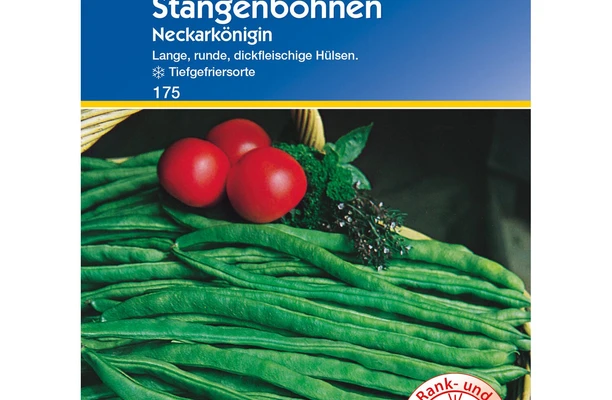 Stangenbohnen
Neckarkönigin
Lange, runde, dickfleischige Hülsen.
Tiefgefriersorte
175
Rank- und